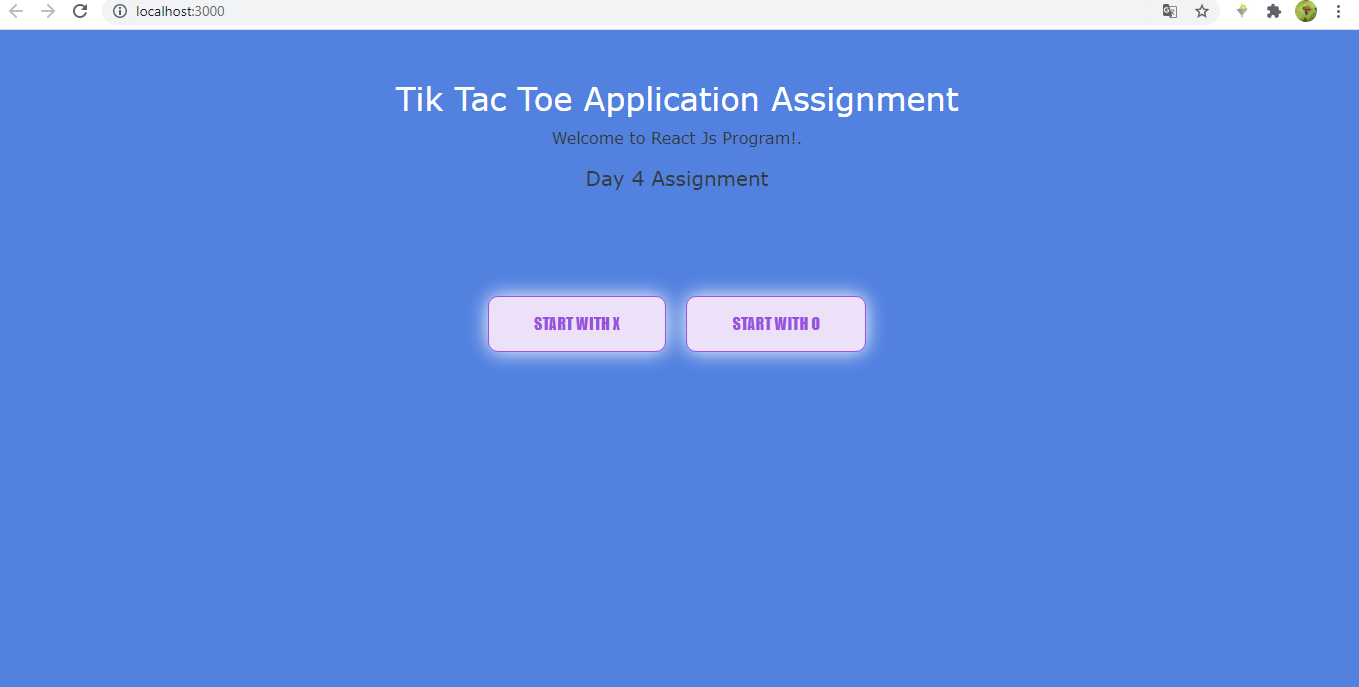 localhost:3000
Tik Tac Toe Application Assignment
Welcome to React Js Program!.
Day 4 Assignment
START WITH X
START WITH O